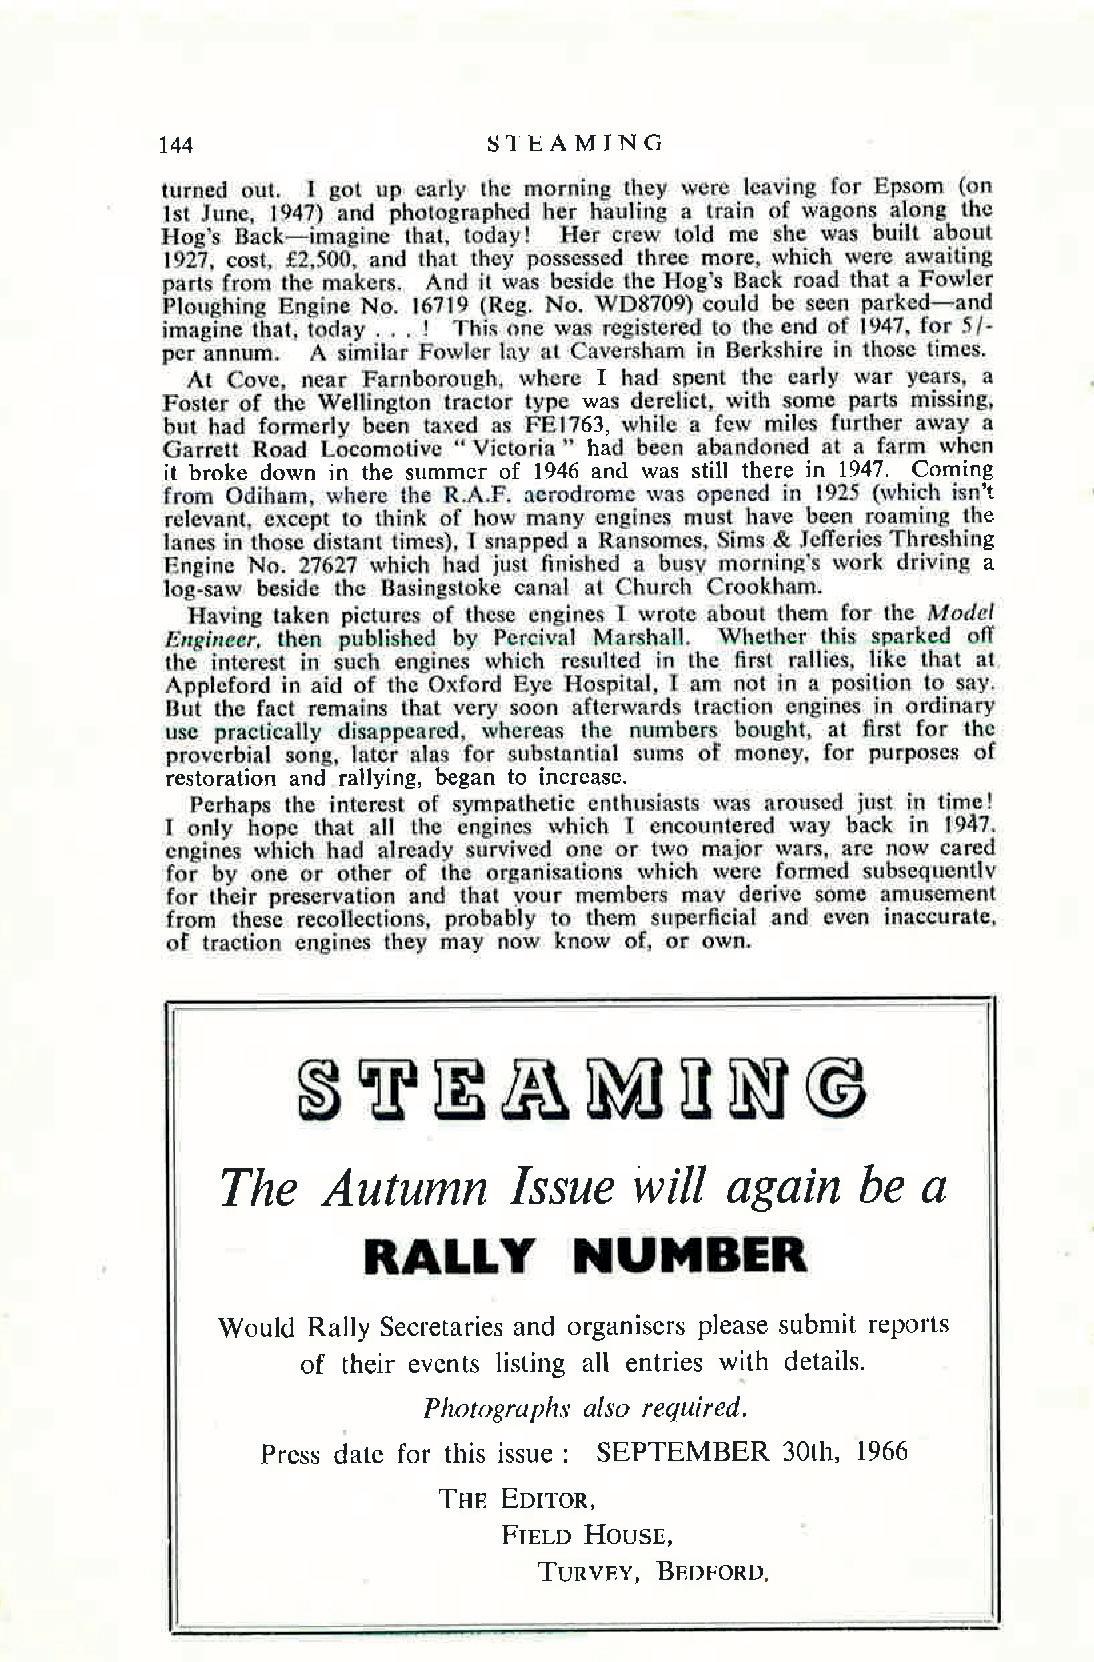 144 STEAMING
turned out. I got up early the morning they were leaving for Epsom (on
1st June, 1947) and photographed her hauling a train of wagons along the
Hog's Back—imagine that, today! Her crew told me she was built about
1927, cost, £2,500, and that they possessed three more, which were awaiting
parts from the makers. And it was beside the Hog's Back road that a Fowler
Ploughing Engine No. 16719 (Reg. No. WD8709) could be seen parked—and
imagine that, today . . . ! This one was registered to the end of 1947, for 5/-
per annum. A similar Fowler lay at Caversham in Berkshire in those times.
At Cove, near Farnborough, where I had spent the early war years, a
Foster of the Wellington tractor type was derelict, with some parts missing,
but had formerly been taxed as FE1763, while a few miles further away a
Garrett Road Locomotive "Victoria" had been abandoned at a farm when
it broke down in the summer of 1946 and was still there in 1947. Coming
from Odiham, where the R.A.F. aerodrome was opened in 1925 (which isn't
relevant, except to think of how many engines must have been roaming the
lanes in those distant times), I snapped a Ransomes, Sims & Jefferies Threshing
Engine No. 27627 which had just finished a busy morning's work driving a
log-saw beside the Basingstoke canal at Church Crookham.
Having taken pictures of these engines I wrote about them for the Model
Engineer, then published by Percival Marshall. Whether this sparked off
the interest in such engines which resulted in the first rallies, like that at
Appleford in aid of the Oxford Eye Hospital, I am not in a position to say.
But the fact remains that very soon afterwards traction engines in ordinary
use practically disappeared, whereas the numbers bought, at first for the
proverbial song, later alas for substantial sums of money, for purposes of
restoration and rallying, began to increase.
Perhaps the interest of sympathetic enthusiasts was aroused just in time!
I only hope that all the engines which I encountered way back in 1947,
engines which had already survived one or two major wars, are now cared
for by one or other of the organisations which were formed subsequently
for their preservation and that your members may derive some amusement
from these recollections, probably to them superficial and even inaccurate,
of traction engines they may now know of, or own.
STEAMING
The Autumn Issue will again be a
RALLY NUMBER
Would Rally Secretaries and organisers please submit reports
of their events listing all entries with details.
Photographs also required.
Press date for this issue : SEPTEMBER 30th, 1966
THE EDITOR,
FIELD HOUSE,
TURVEY, BEDFORD.